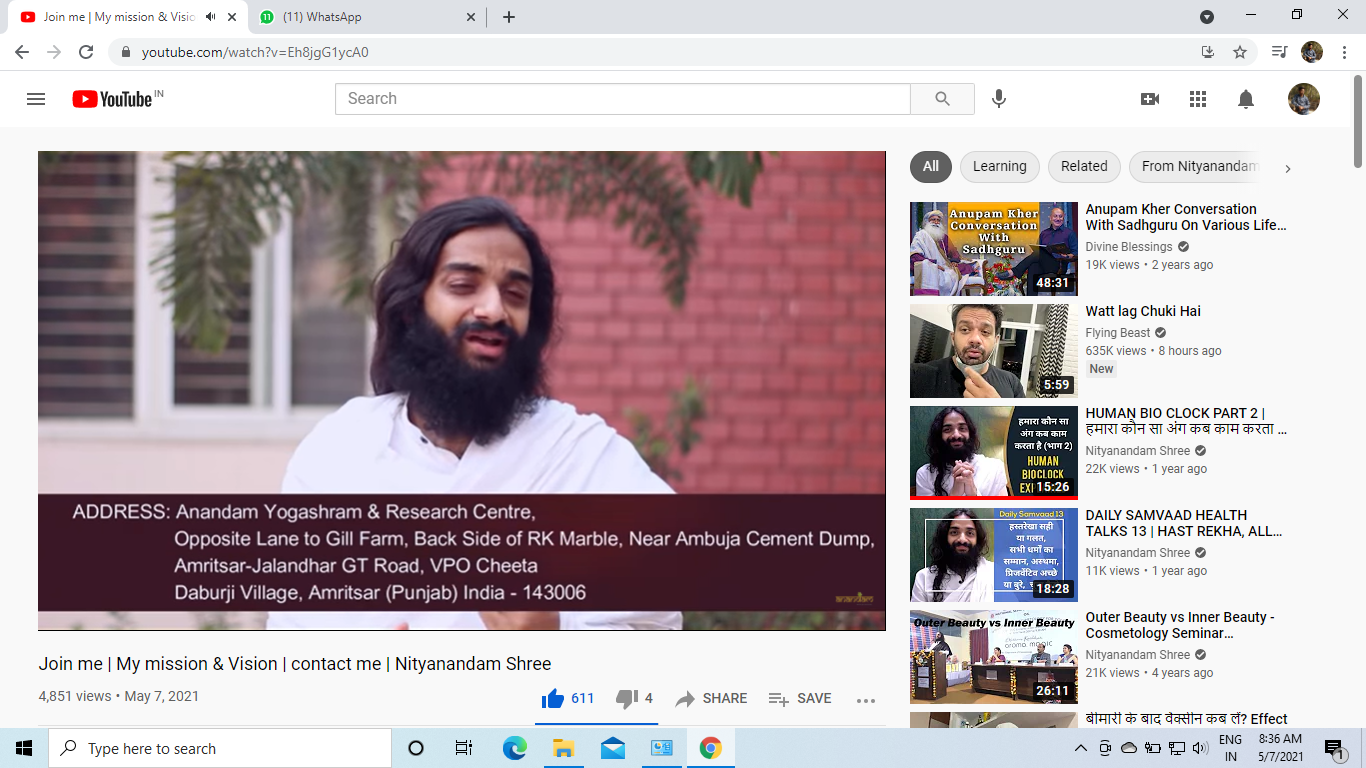 Join me | My mission & Visio
(11) WhatsApp
youtube.com/watch?v=Eh8jgG1ycA0
YouTube IN
Search
ADDRESS: Anandam Yogashram & Research Centre,
Opposite Lane to Gill Farm, Back Side of RK Marble, Near Ambuja Cement Dump,
Amritsar-Jalandhar GT Road, VPO Cheeta
Daburji Village, Amritsar (Punjab) India - 143006
Join me | My mission & Vision | contact me | Nityanandam Shree
4,851 views • May 7, 2021
611
4
SHARE
SAVE
All
Learning
Related
From Nityanandam
Anupam Kher
Conversation
With
Sadhguru
48:31
Anupam Kher Conversation
With Sadhguru On Various Life…
Divine Blessings
19K views • 2 years ago
5:59
Watt lag Chuki Hai
Flying Beast
635K views • 8 hours ago
New
हमारा कौन सा
अंग कब काम
करता है (भाग 2)
HUMAN
BIOCLOCK
15:26
HUMAN BIO CLOCK PART 2 |
हमारा कौन सा अंग कब काम करता …
Nityanandam Shree
22K views • 1 year ago
Daily Samvaad 13
हस्तरेखा सही
या गलत,
सभी धर्मों का
सम्मान, अस्थमा,
प्रिजर्वेटिव अच्छे
या बुरे,
18:28
DAILY SAMVAAD HEALTH
TALKS 13 | HAST REKHA, ALL…
Nityanandam Shree
11K views • 1 year ago
Outer Beauty vs Inner Beauty
aroma magic
26:11
Outer Beauty vs Inner Beauty -
Cosmetology Seminar…
Nityanandam Shree
21K views • 4 years ago
बीमारी के बाद वैक्सीन कब लें? Effect
Type here to search
ENG
IN
8:36 AM
5/7/2021
1